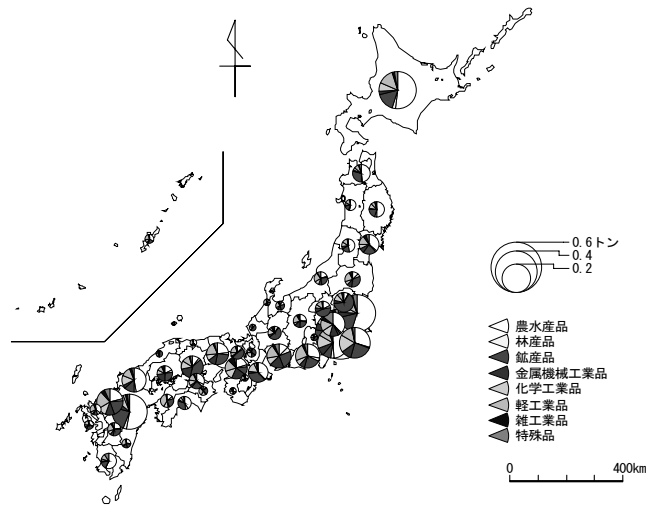 0.6トン
0.4
0.2
農水産品
林産品
鉱産品
金属機械工業品
化学工業品
軽工業品
雑工業品
特殊品
0 400km